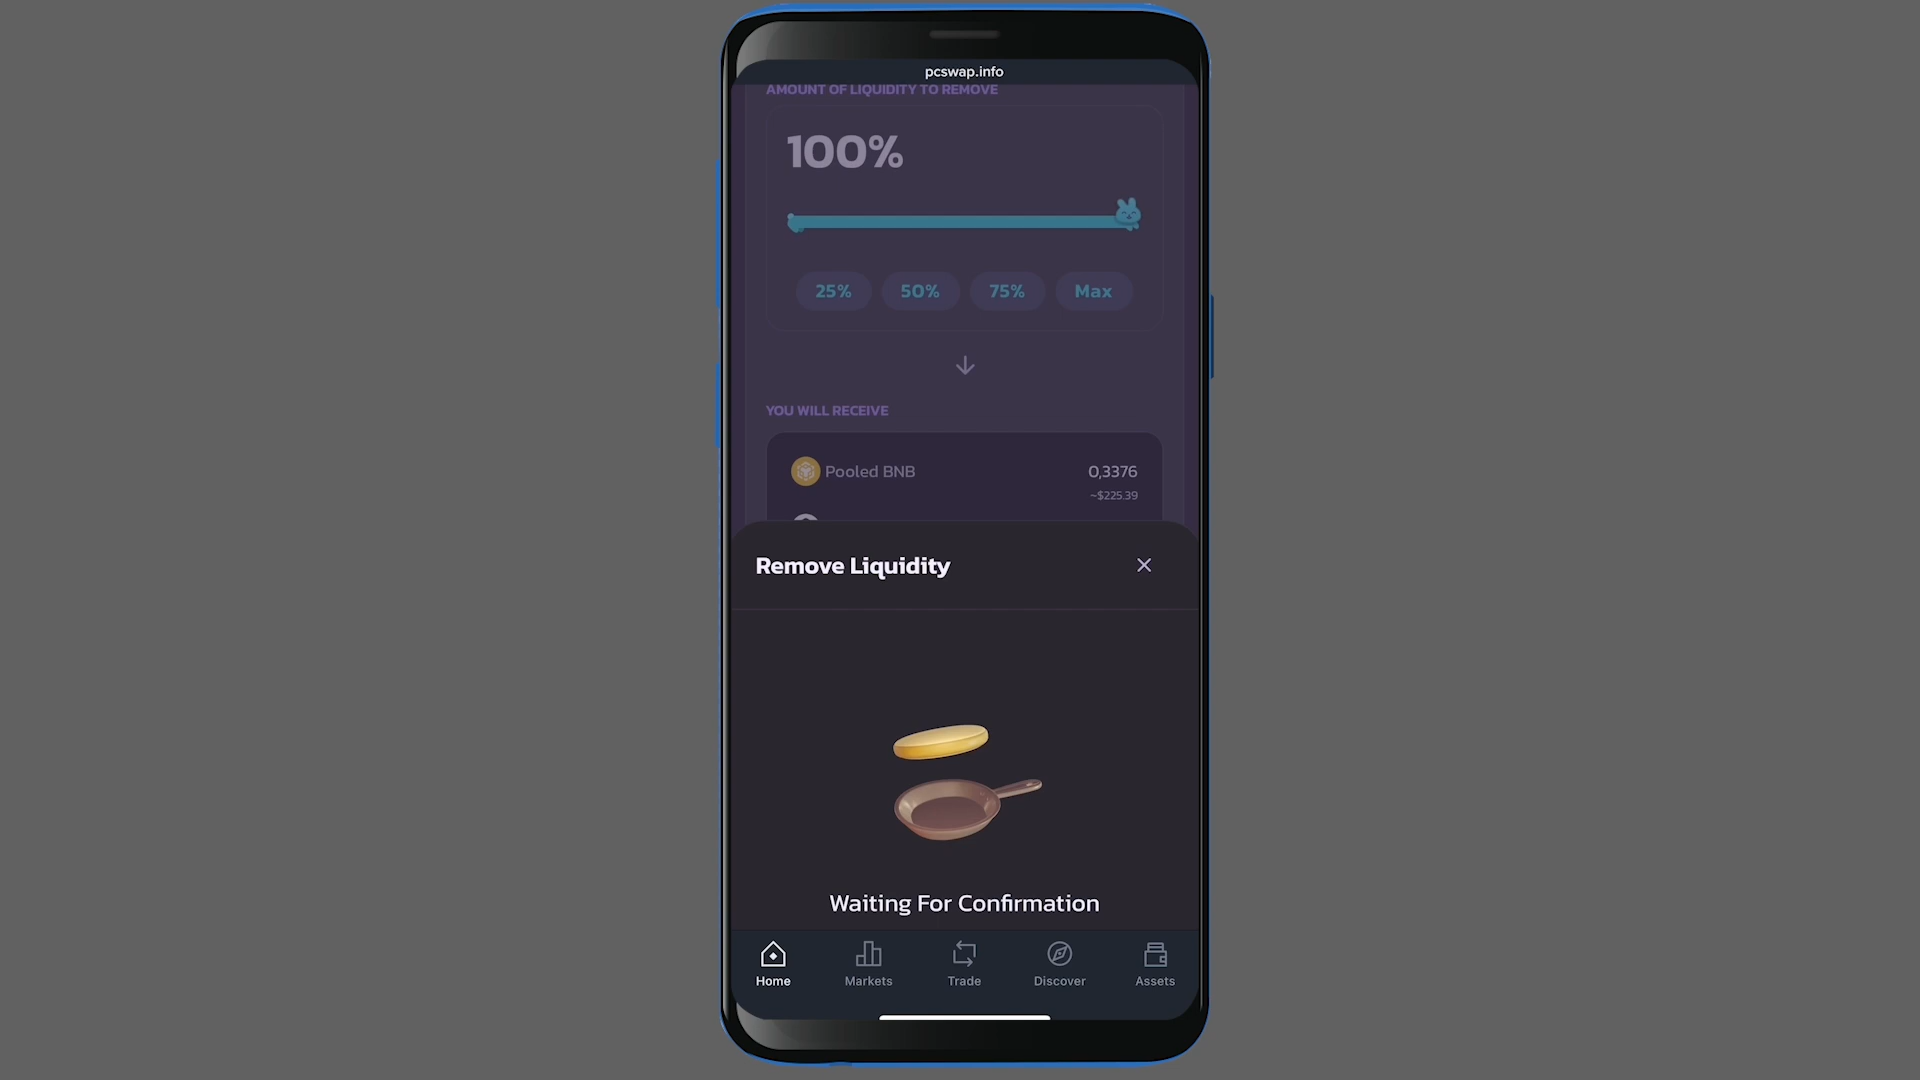 pcswap.info
AMOUNT OF LIQUIDITY TO REMOVE
100%
25%
50%
75%
Max
YOU WILL RECEIVE
Pooled BNB
0,3376
~$225.39
Remove Liquidity
Waiting For Confirmation
Home
Markets
Trade
Discover
Assets